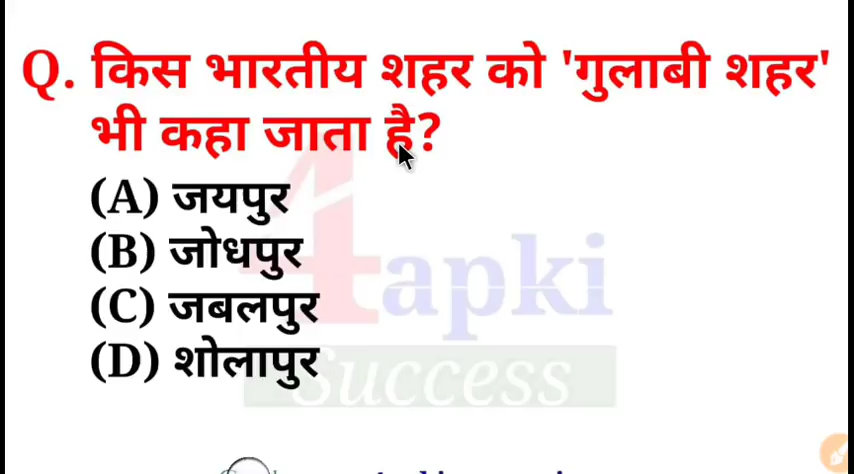 Q. किस भारतीय शहर को 'गुलाबी शहर'
भी कहा जाता है?
(A) जयपुर
(B) जोधपुर
(C) जबलपुर
(D) शोलापुर
4apki
Success